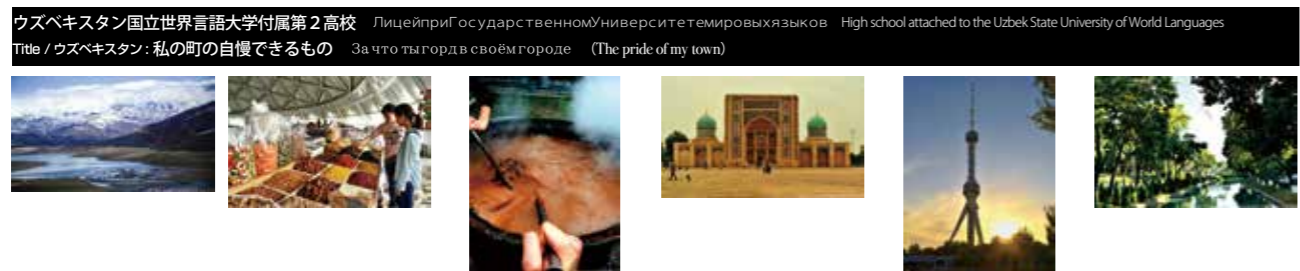 ウズベキスタン国立世界言語大学付属第２高校 ЛицейприГосударственномУниверситетемировыхязыков High school attached to the Uzbek State University of World Languages
Title / ウズベキスタン : 私の町の自慢できるもの За что ты горд в своём городе (The pride of my town)